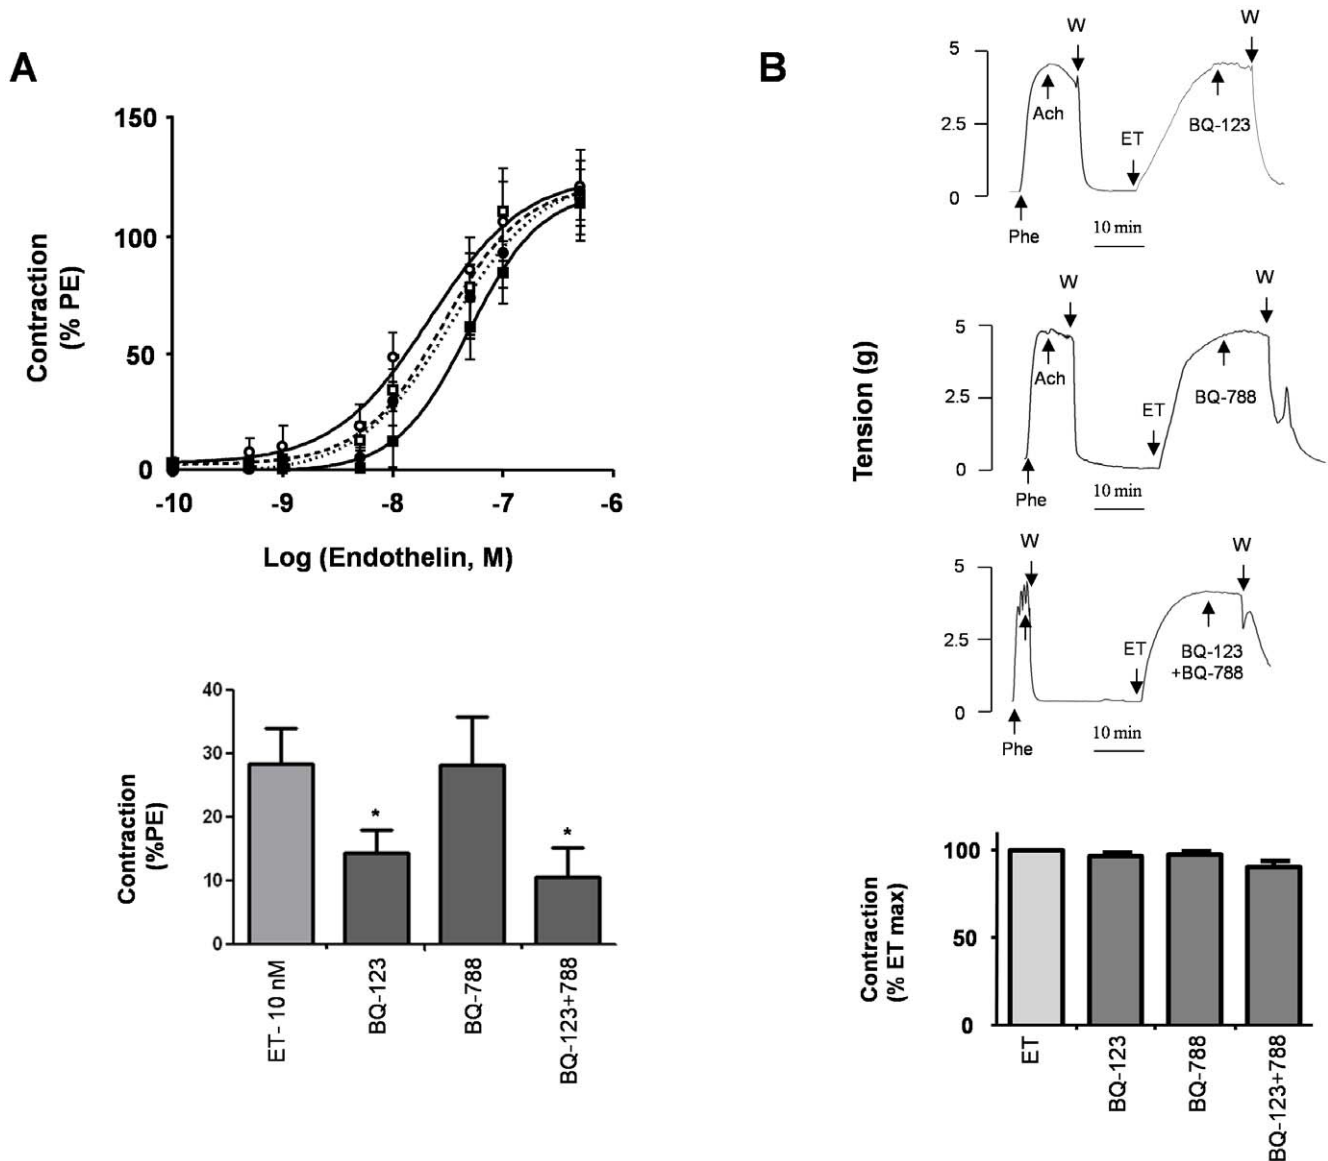 A
150
100
50
0
-10
-9
-8
-7
-6
Contraction
(% PE)
Log (Endothelin, M)
40
30
20
10
0
Contraction
(%PE)
*
*
ET- 10 nM
BQ-123
BQ-788
BQ-123+788
B
Tension (g)
5
2.5
0
W
W
Ach
ET
BQ-123
Phe
10 min
5
2.5
0
W
W
Ach
ET
BQ-788
Phe
10 min
5
2.5
0
W
W
ET
BQ-123
+BQ-788
Phe
10 min
100
50
0
Contraction
(% ET max)
ET
BQ-123
BQ-788
BQ-123+788